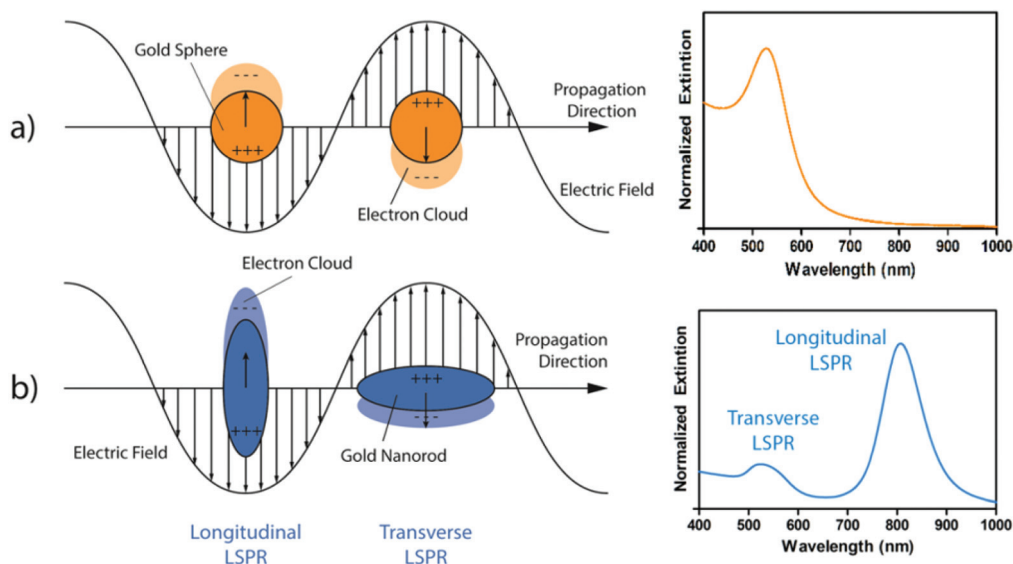 a)
Gold Sphere
- - -
+++
+++
- - -
Electron Cloud
Propagation
Direction
Electric Field
Normalized Extintion
400 500 600 700 800 900 1000
Wavelength (nm)
b)
Electron Cloud
- - -
+++
Electric Field
+++
- - -
Gold Nanorod
Propagation
Direction
Longitudinal
LSPR
Transverse
LSPR
Normalized Extintion
Longitudinal
LSPR
Transverse
LSPR
400 500 600 700 800 900 1000
Wavelength (nm)